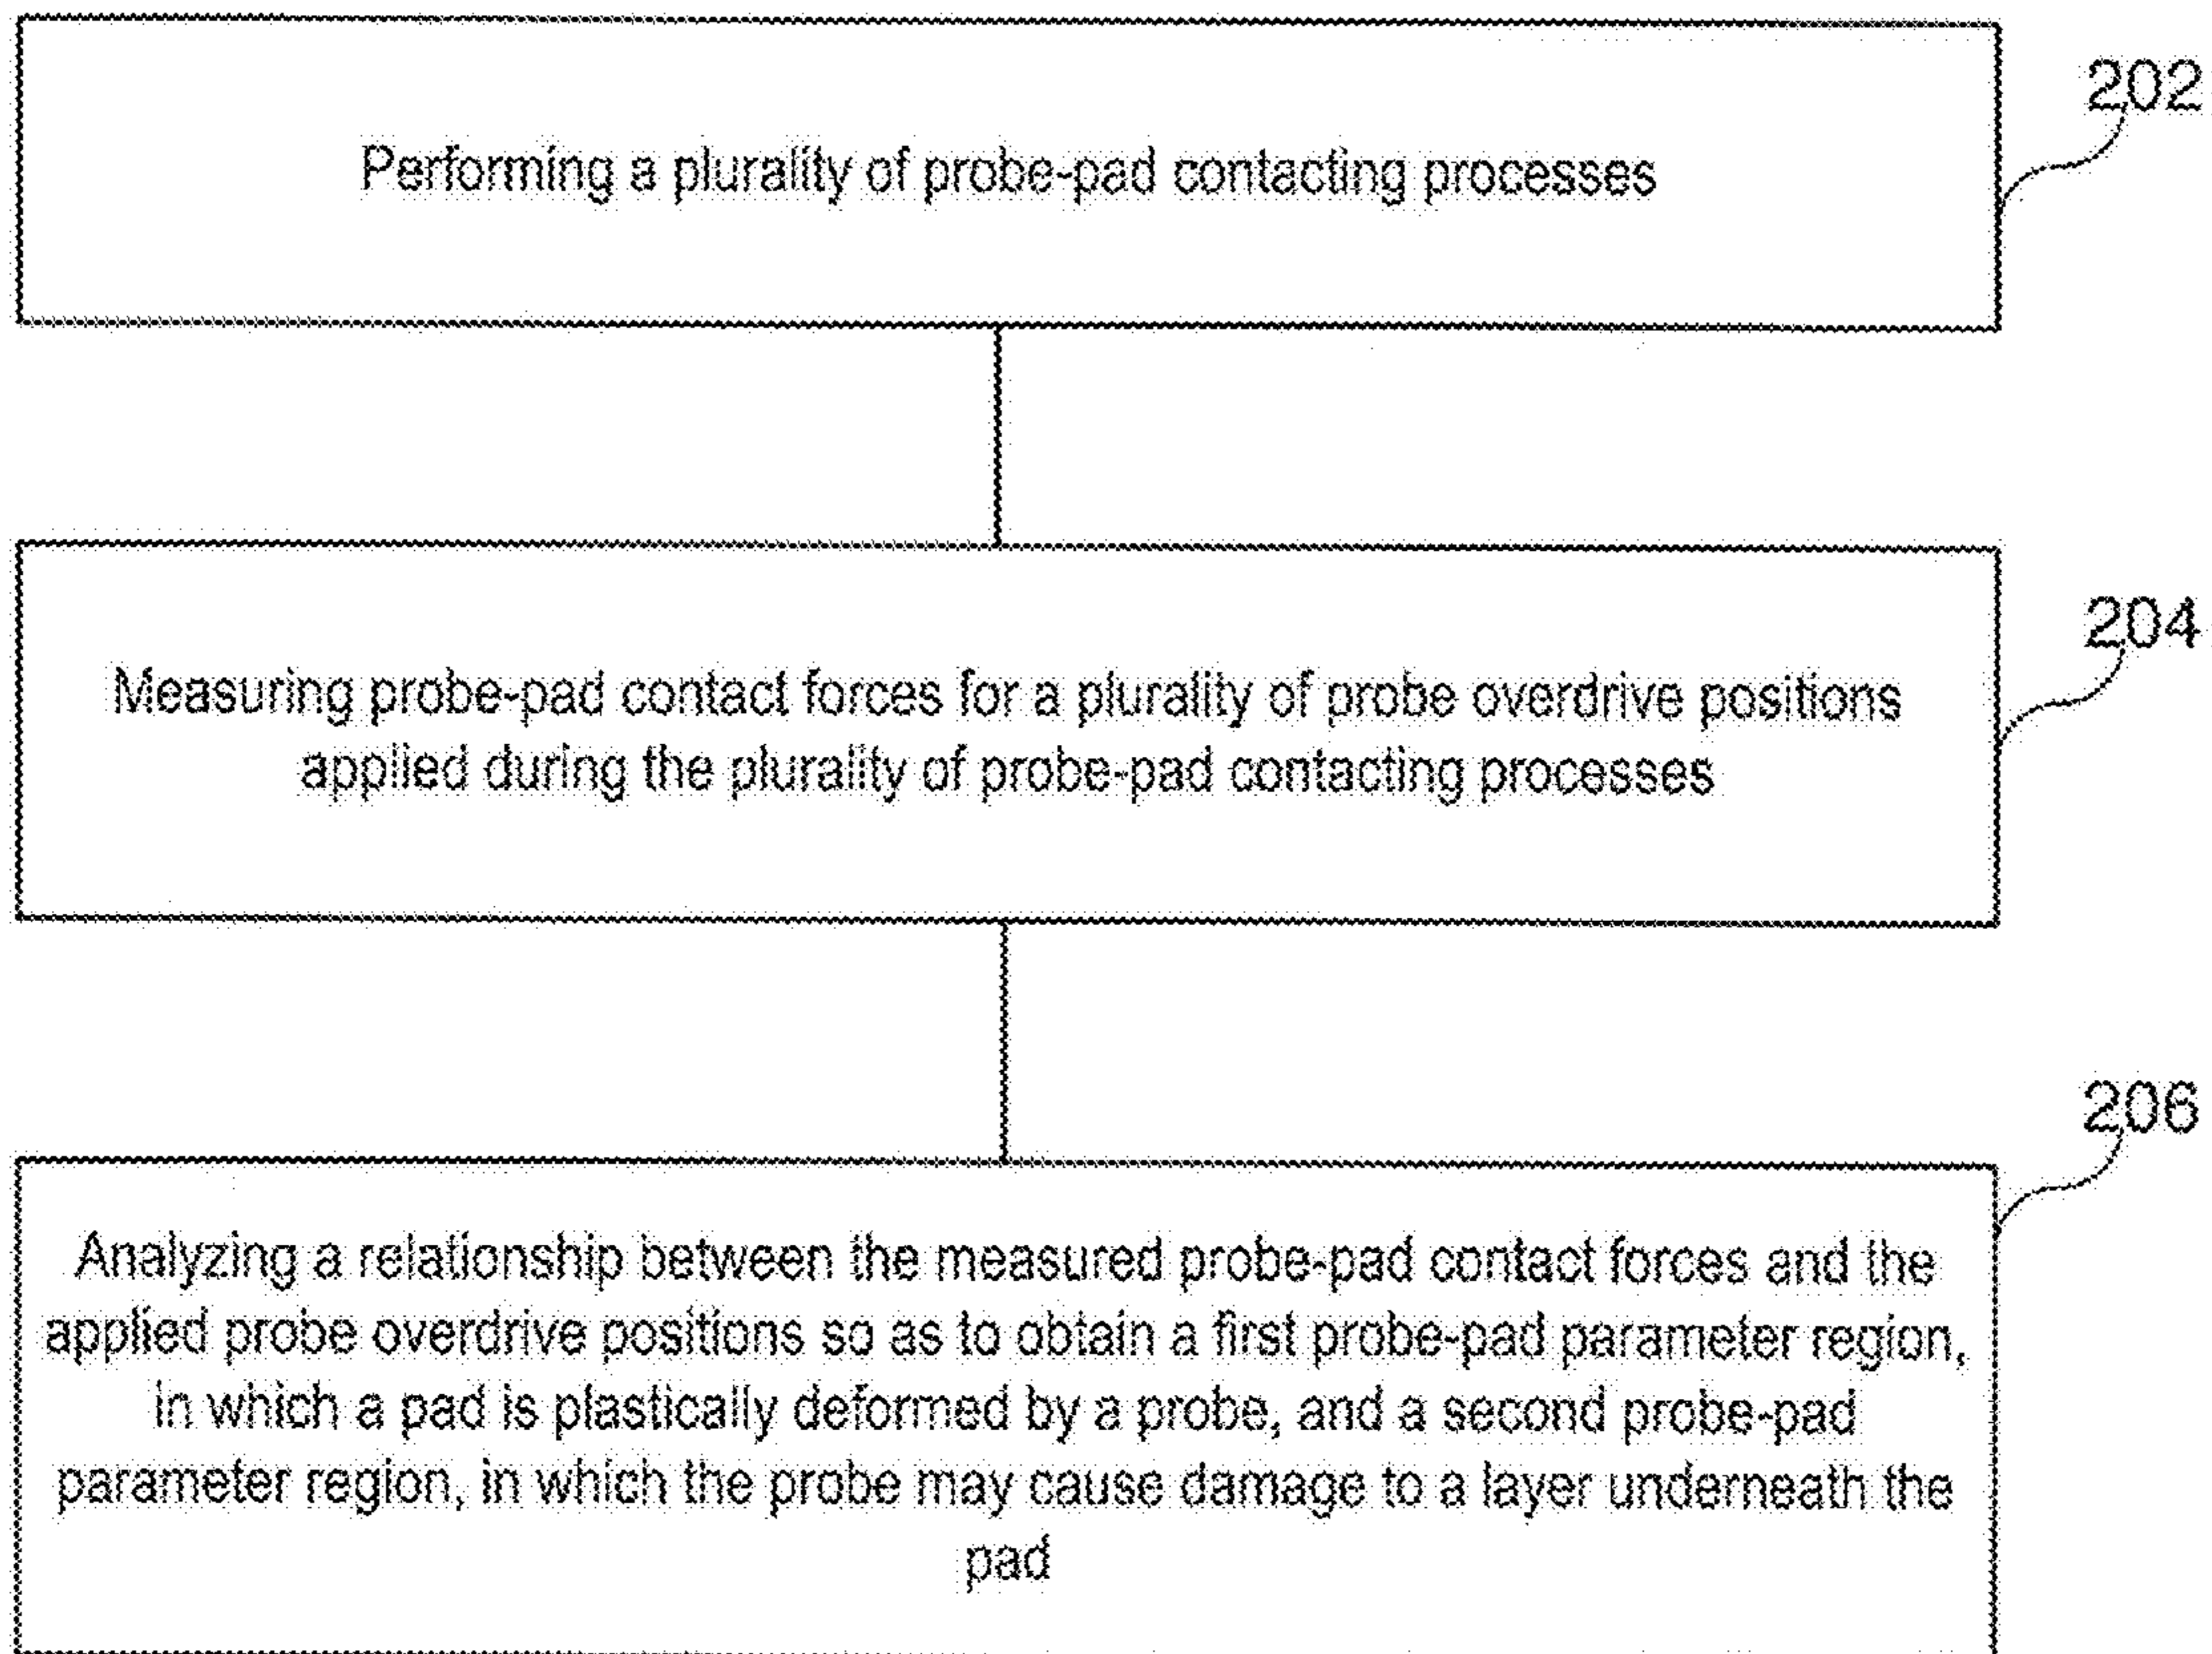 202
Performing a plurality of probe-pad contacting processes
204
Measuring probe-pad contact forces for a plurality of probe overdrive positions
applied during the plurality of probe-pad contacting processes
206
Analyzing a relationship between the measured probe-pad contact forces and the
applied probe overdrive positions so as to obtain a first probe-pad parameter region,
in which a pad is plastically deformed by a probe, and a second probe-pad
parameter region, in which the probe may cause damage to a layer underneath the
pad